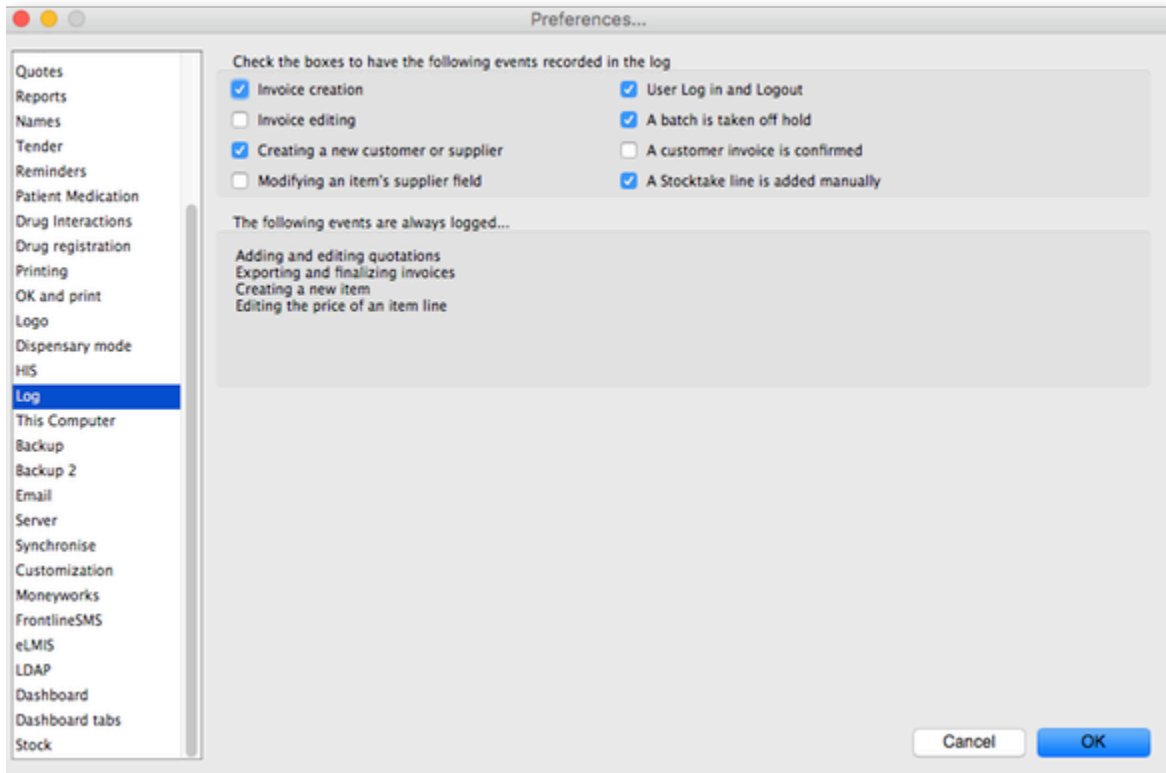 Preferences...
Quotes
Reports
Names
Tender
Reminders
Patient Medication
Drug Interactions
Drug registration
Printing
OK and print
Logo
Dispensary mode
HIS
Log
This Computer
Backup
Backup 2
Email
Server
Synchronise
Customization
Moneyworks
FrontlineSMS
eLMIS
LDAP
Dashboard
Dashboard tabs
Stock
Check the boxes to have the following events recorded in the log
Invoice creation
Invoice editing
Creating a new customer or supplier
Modifying an item's supplier field
User Log in and Logout
A batch is taken off hold
A customer invoice is confirmed
A Stocktake line is added manually
The following events are always logged...
Adding and editing quotations
Exporting and finalizing invoices
Creating a new item
Editing the price of an item line
Cancel
OK